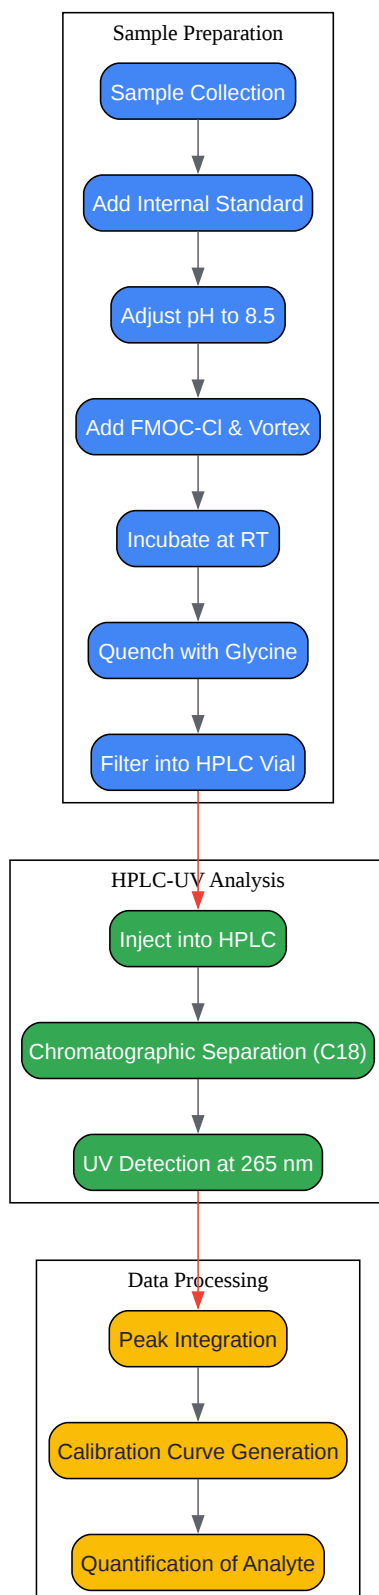 Sample Preparation
Sample Collection
Add Internal Standard
Adjust pH to 8.5
Add FMOC-Cl & Vortex
Incubate at RT
Quench with Glycine
Filter into HPLC Vial
HPLC-UV Analysis
Inject into HPLC
Chromatographic Separation (C18)
UV Detection at 265 nm
Data Processing
Peak Integration
Calibration Curve Generation
Quantification of Analyte